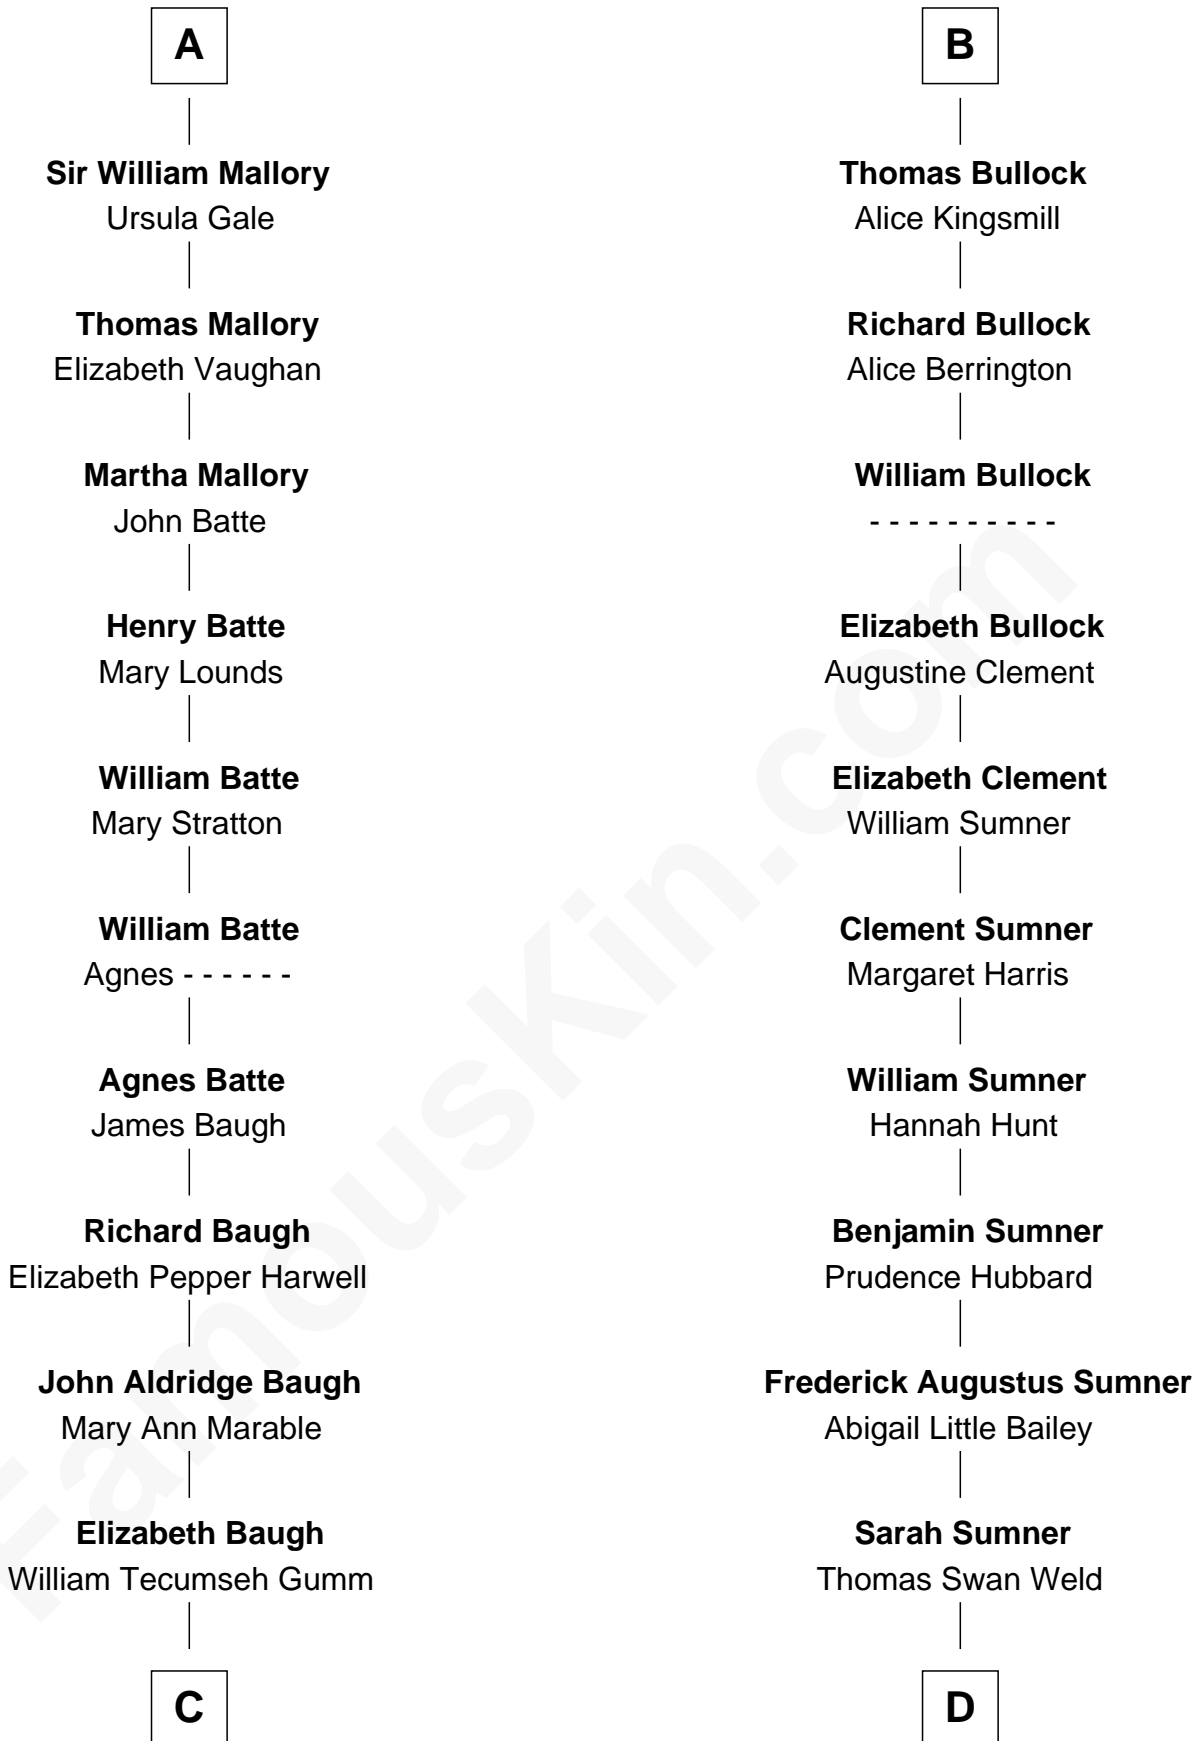 A
Sir William Mallory
Ursula Gale
Thomas Mallory
Elizabeth Vaughan
Martha Mallory
John Batte
Henry Batte
Mary Lounds
William Batte
Mary Stratton
William Batte
Agnes - - - - - -
Agnes Batte
James Baugh
Richard Baugh
Elizabeth Pepper Harwell
John Aldridge Baugh
Mary Ann Marable
Elizabeth Baugh
William Tecumseh Gumm
C
B
Thomas Bullock
Alice Kingsmill
Richard Bullock
Alice Berrington
William Bullock
- - - - - - - - - -
Elizabeth Bullock
Augustine Clement
Elizabeth Clement
William Sumner
Clement Sumner
Margaret Harris
William Sumner
Hannah Hunt
Benjamin Sumner
Prudence Hubbard
Frederick Augustus Sumner
Abigail Little Bailey
Sarah Sumner
Thomas Swan Weld
D
FamousKin.com